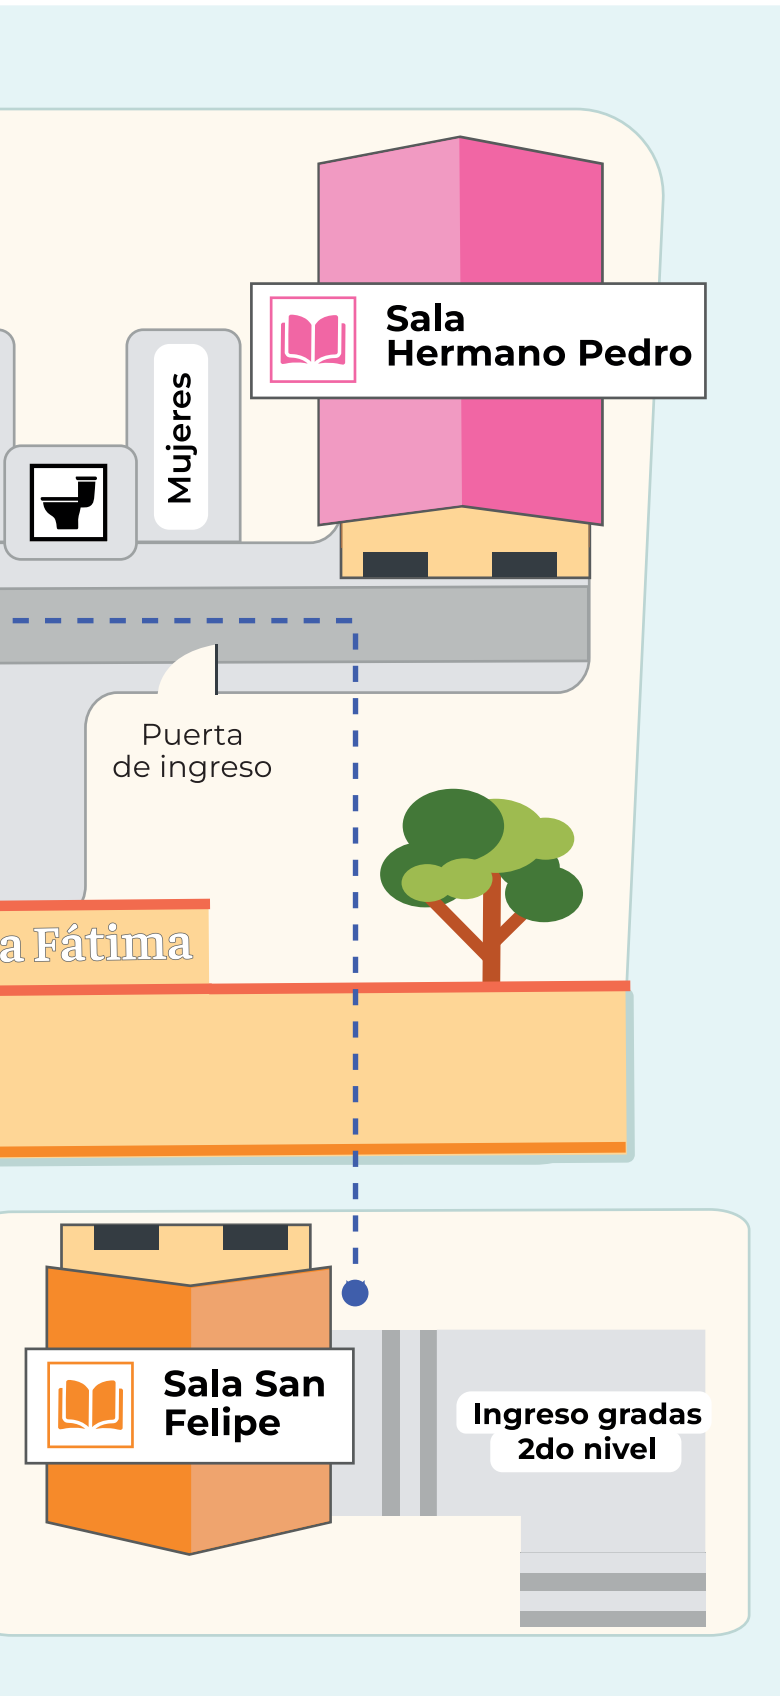 Sala
Hermano Pedro
Mujeres
Puerta
de ingreso
a Fátima
Sala San
Felipe
Ingreso gradas
2do nivel